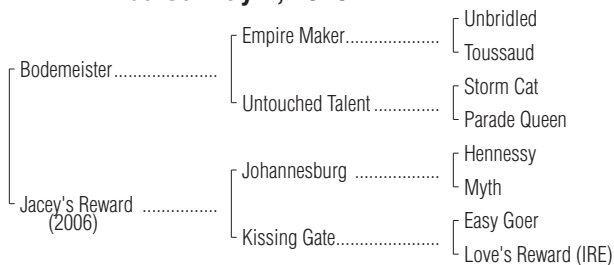 Unbridled
Empire Maker....................
Toussaud
Bodemeister......................
Storm Cat
Untouched Talent ..............
Parade Queen
Hennessy
Johannesburg ..................
Myth
Jacey's Reward ................
(2006)
Easy Goer
Kissing Gate......................
Love's Reward (IRE)